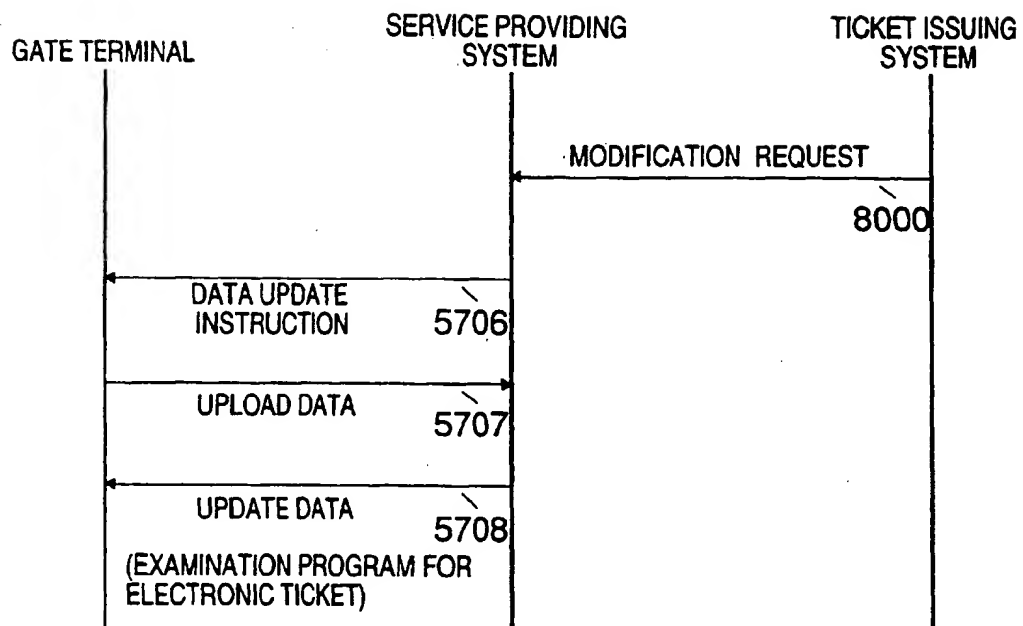 GATE TERMINAL
SERVICE PROVIDING
SYSTEM
TICKET ISSUING
SYSTEM
MODIFICATION REQUEST
8000
DATA UPDATE
INSTRUCTION
5706
UPLOAD DATA
5707
UPDATE DATA
5708
(EXAMINATION PROGRAM FOR
ELECTRONIC TICKET)